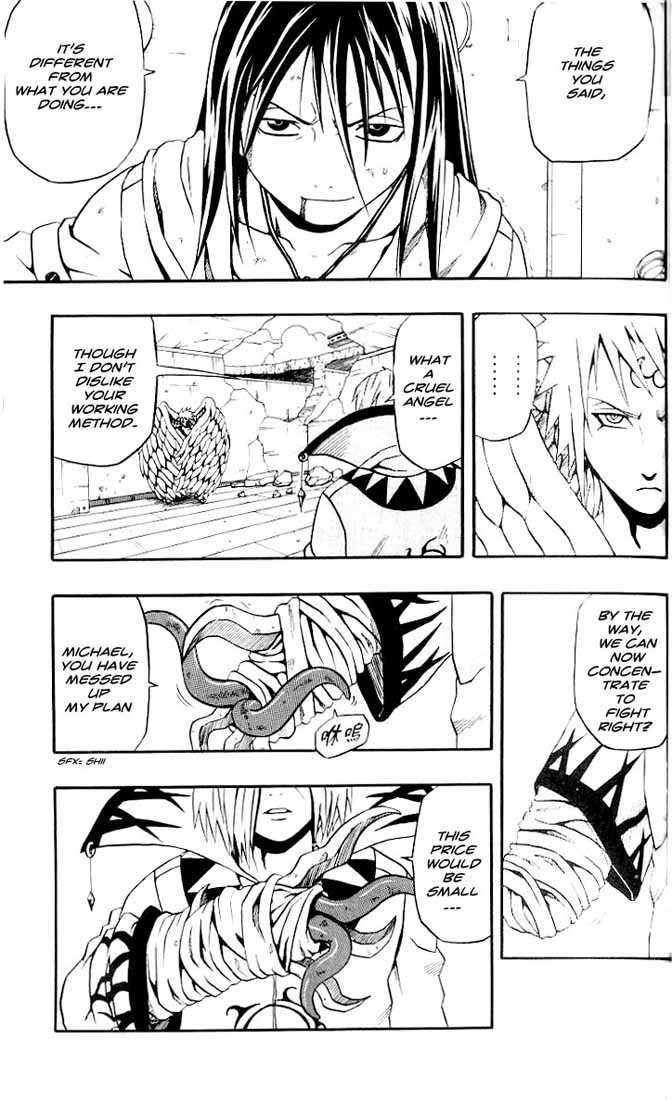 THE
THINGS
YOU
SAID,
IT'S
DIFFERENT
FROM
WHAT YOU ARE
DOING---
......
WHAT
A
CRUEL
ANGEL
---
THOUGH
I DON'T
DISLIKE
YOUR
WORKING
METHOD.
BY THE
WAY,
WE CAN
NOW
CONCEN-
TRATE
TO
FIGHT
RIGHT?
MICHAEL,
YOU HAVE
MESSED
UP
MY PLAN
咻嗚
SFX: SHII
THIS
PRICE
WOULD
BE
SMALL
---